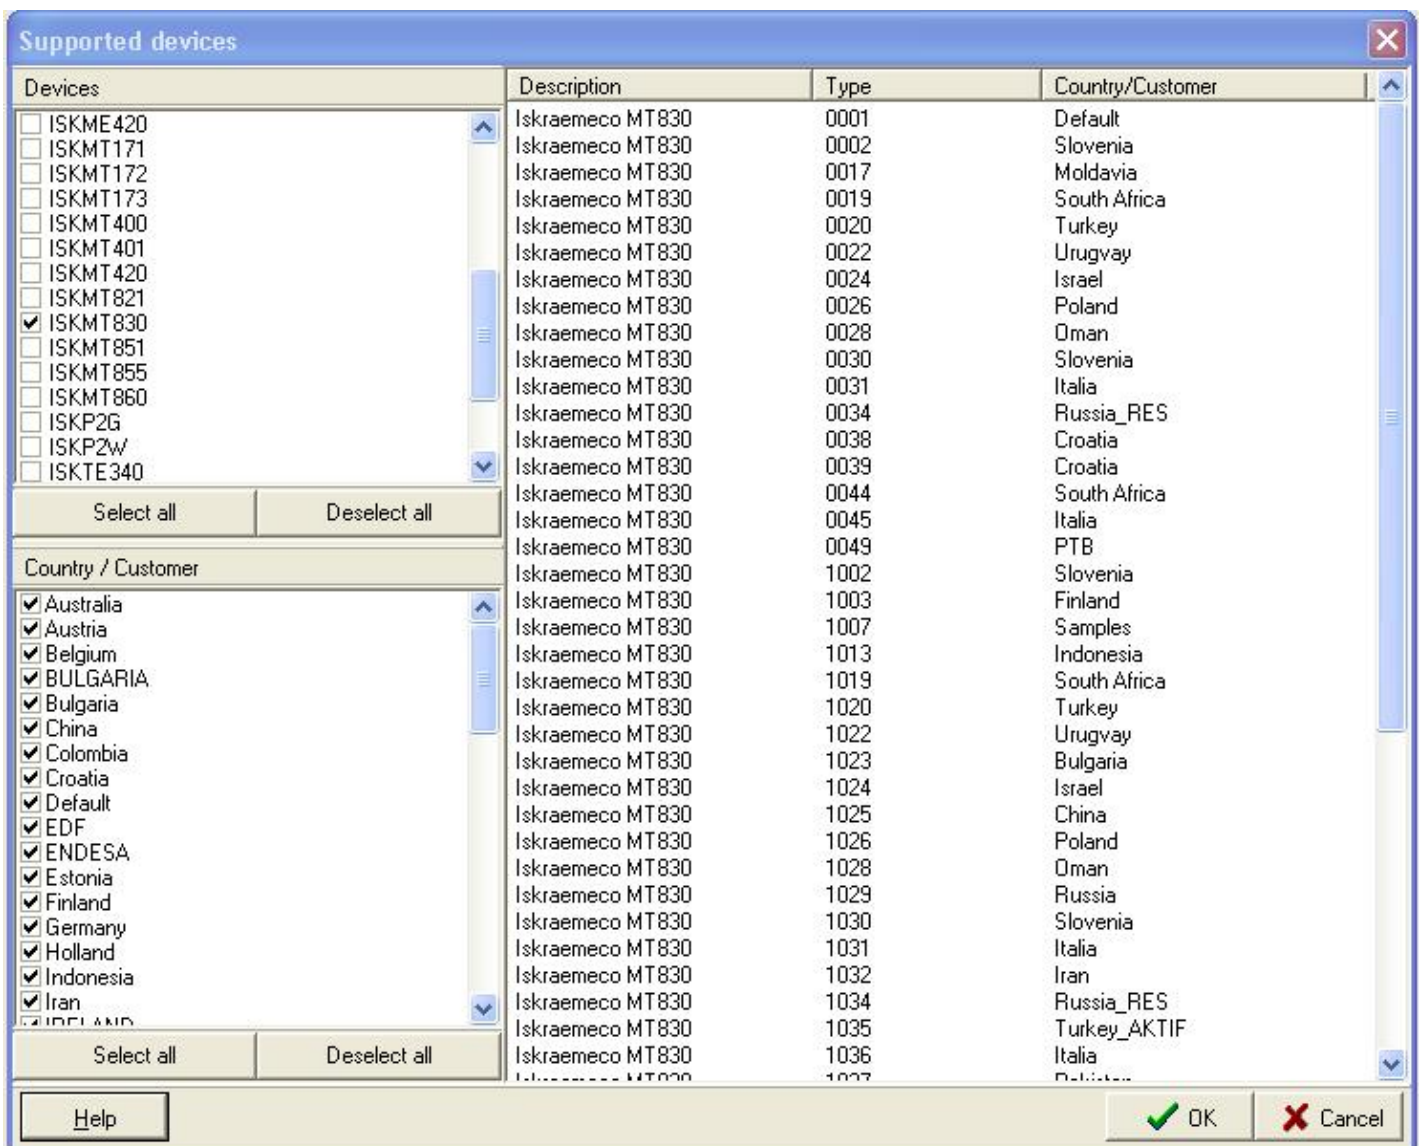 Supported devices
Devices
ISKME420
ISKMT171
ISKMT172
ISKMT173
ISKMT400
ISKMT401
ISKMT420
ISKMT821
ISKMT830
ISKMT851
ISKMT855
ISKMT860
ISKP2G
ISKP2W
ISKTE340
Select all Deselect all
Country / Customer
Australia
Austria
Belgium
BULGARIA
Bulgaria
China
Colombia
Croatia
Default
EDF
ENDESA
Estonia
Finland
Germany
Holland
Indonesia
Iran
IRELAND
Select all Deselect all
Description Type Country/Customer
Iskraemeco MT830 0001 Default
Iskraemeco MT830 0002 Slovenia
Iskraemeco MT830 0017 Moldavia
Iskraemeco MT830 0019 South Africa
Iskraemeco MT830 0020 Turkey
Iskraemeco MT830 0022 Urugvay
Iskraemeco MT830 0024 Israel
Iskraemeco MT830 0026 Poland
Iskraemeco MT830 0028 Oman
Iskraemeco MT830 0030 Slovenia
Iskraemeco MT830 0031 Italia
Iskraemeco MT830 0034 Russia_RES
Iskraemeco MT830 0038 Croatia
Iskraemeco MT830 0039 Croatia
Iskraemeco MT830 0044 South Africa
Iskraemeco MT830 0045 Italia
Iskraemeco MT830 0049 PTB
Iskraemeco MT830 1002 Slovenia
Iskraemeco MT830 1003 Finland
Iskraemeco MT830 1007 Samples
Iskraemeco MT830 1013 Indonesia
Iskraemeco MT830 1019 South Africa
Iskraemeco MT830 1020 Turkey
Iskraemeco MT830 1022 Urugvay
Iskraemeco MT830 1023 Bulgaria
Iskraemeco MT830 1024 Israel
Iskraemeco MT830 1025 China
Iskraemeco MT830 1026 Poland
Iskraemeco MT830 1028 Oman
Iskraemeco MT830 1029 Russia
Iskraemeco MT830 1030 Slovenia
Iskraemeco MT830 1031 Italia
Iskraemeco MT830 1032 Iran
Iskraemeco MT830 1034 Russia_RES
Iskraemeco MT830 1035 Turkey_AKTIF
Iskraemeco MT830 1036 Italia
Iskraemeco MT830 1037 Pakistan
Help OK Cancel